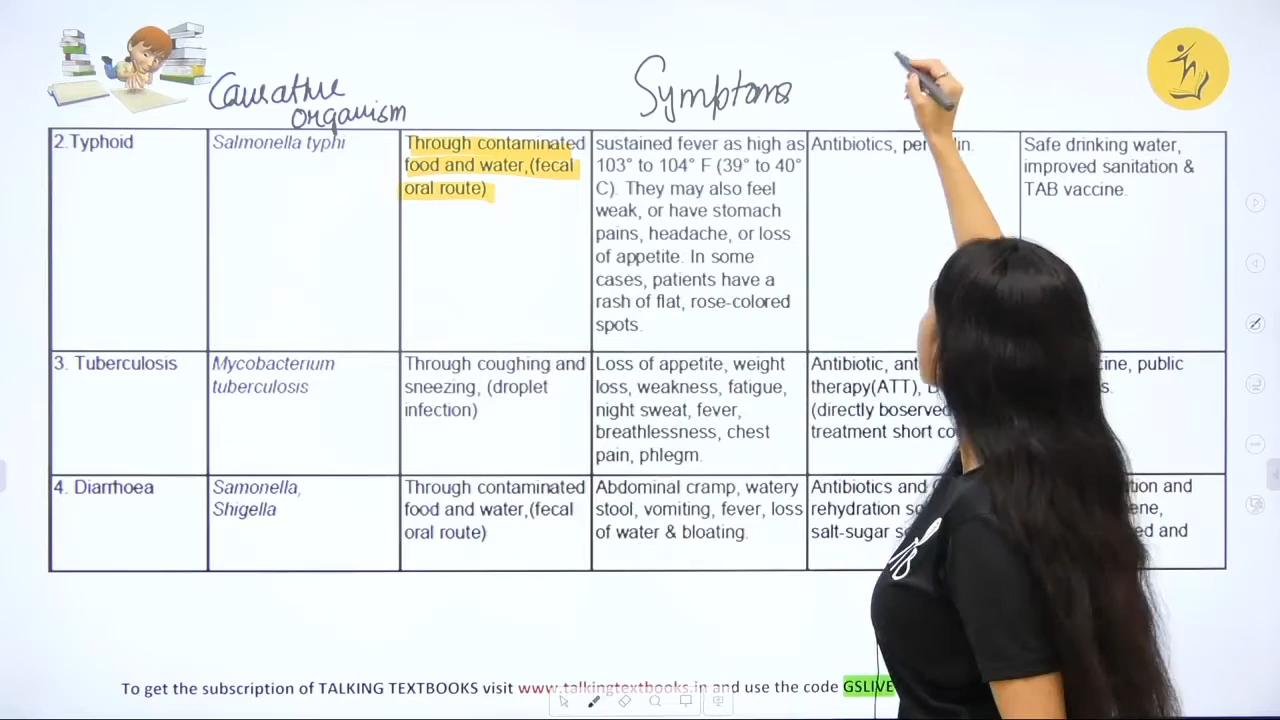 Causative
organism
Symptoms
2.Typhoid
Salmonella typhi
Through contaminated
food and water,(fecal
oral route)
sustained fever as high as
103° to 104° F (39° to 40°
C). They may also feel
weak, or have stomach
pains, headache, or loss
of appetite. In some
cases, patients have a
rash of flat, rose-colored
spots.
Antibiotics,
Safe drinking water,
improved sanitation &
TAB vaccine.
3. Tuberculosis
Mycobacterium
tuberculosis
Through coughing and
sneezing, (droplet
infection)
Loss of appetite, weight
loss, weakness, fatigue,
night sweat, fever,
breathlessness, chest
pain, phlegm.
Antibiotic,
therapy(ATT),
(directly boserved
treatment short
public
4. Diarrhoea
Samonella,
Shigella
Through contaminated
food and water,(fecal
oral route)
Abdominal cramp, watery
stool, vomiting, fever, loss
of water & bloating.
Antibiotics and
rehydration
salt-sugar
and
and
To get the subscription of TALKING TEXTBOOKS visit www.talkingtextbooks.in and use the code GSLIVE